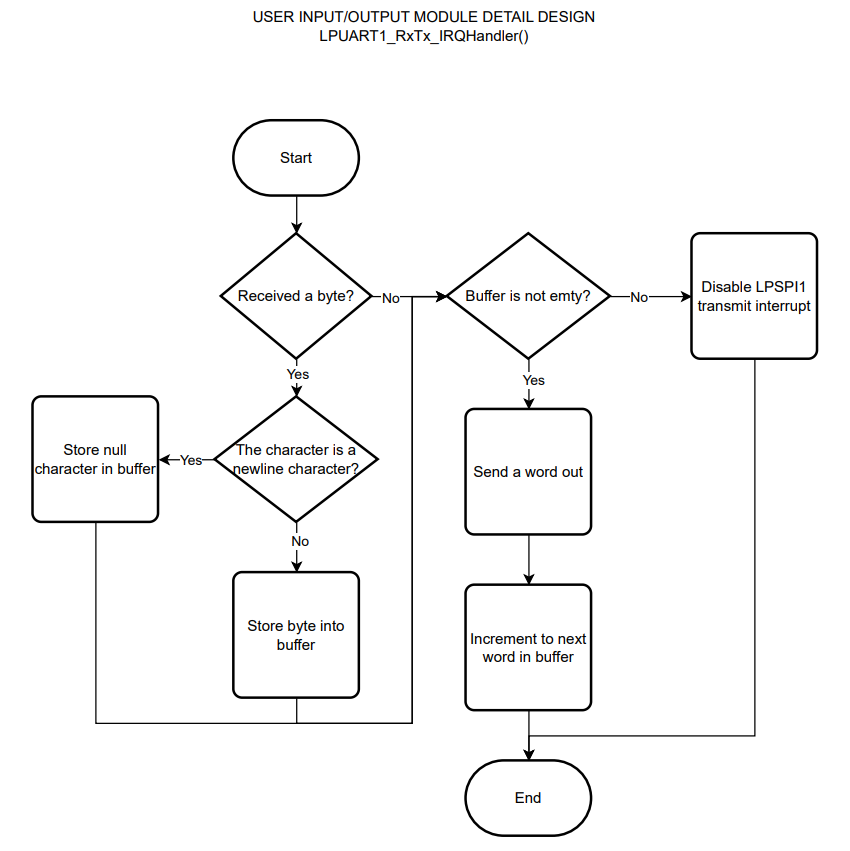 USER INPUT/OUTPUT MODULE DETAIL DESIGN
LPUART1_RxTx_IRQHandler()
Start
Received a byte?
No
Buffer is not emty?
No
Disable LPSPI1
transmit interrupt
Yes
Yes
Store null
character in buffer
Yes
The character is a
newline character?
Send a word out
No
Store byte into
buffer
Increment to next
word in buffer
End